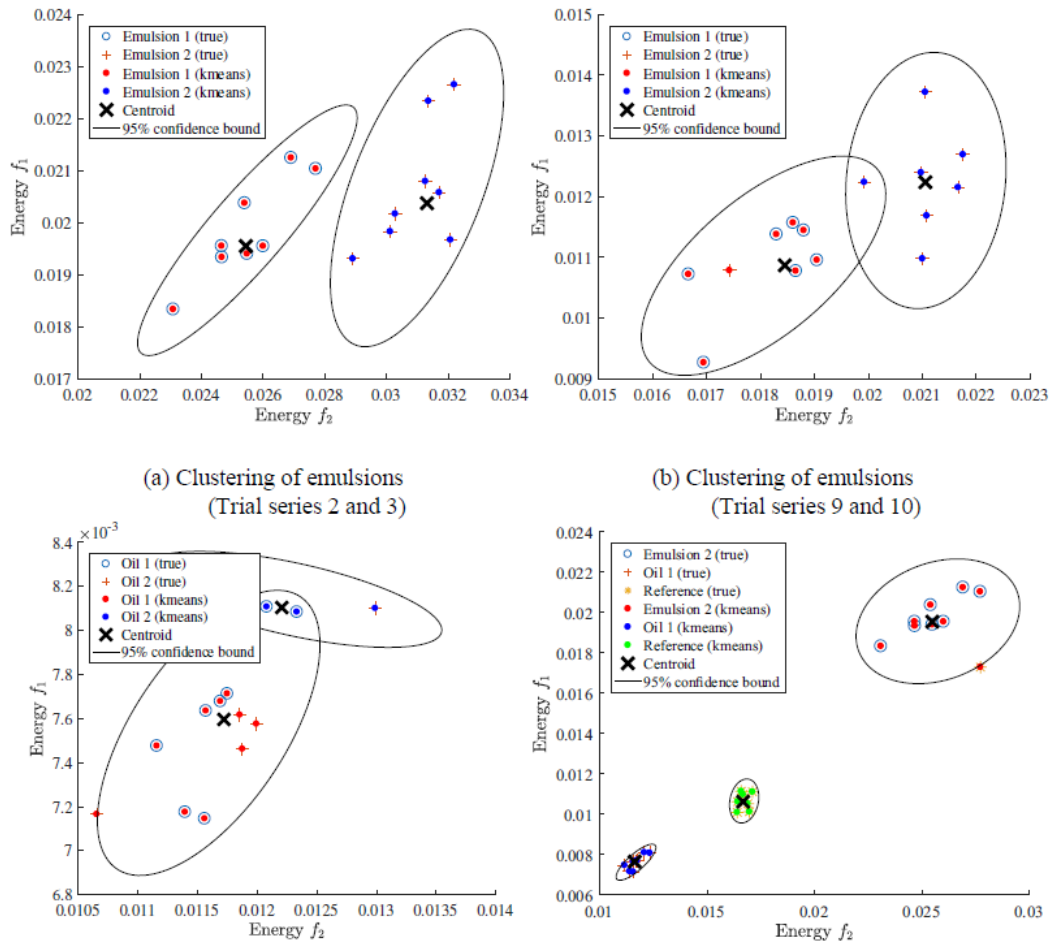 0.024
0.023
0.022
0.021
0.02
0.019
0.018
0.017
Energy f₁
Emulsion 1 (true)
Emulsion 2 (true)
Emulsion 1 (kmeans)
Emulsion 2 (kmeans)
Centroid
95% confidence bound
0.02 0.022 0.024 0.026 0.028 0.03 0.032 0.034
Energy f₂
0.015
0.014
0.013
0.012
0.011
0.01
0.009
Energy f₁
Emulsion 1 (true)
Emulsion 2 (true)
Emulsion 1 (kmeans)
Emulsion 2 (kmeans)
Centroid
95% confidence bound
0.015 0.016 0.017 0.018 0.019 0.02 0.021 0.022 0.023
Energy f₂
(a) Clustering of emulsions
(Trial series 2 and 3)
(b) Clustering of emulsions
(Trial series 9 and 10)
×10⁻³
8.4
8.2
8
7.8
7.6
7.4
7.2
7
6.8
Energy f₁
Oil 1 (true)
Oil 2 (true)
Oil 1 (kmeans)
Oil 2 (kmeans)
Centroid
95% confidence bound
0.0105 0.011 0.0115 0.012 0.0125 0.013 0.0135 0.014
Energy f₂
0.024
0.022
0.02
0.018
0.016
0.014
0.012
0.01
0.008
0.006
Energy f₁
Emulsion 2 (true)
Oil 1 (true)
Reference (true)
Emulsion 2 (kmeans)
Oil 1 (kmeans)
Reference (kmeans)
Centroid
95% confidence bound
0.01 0.015 0.02 0.025 0.03
Energy f₂